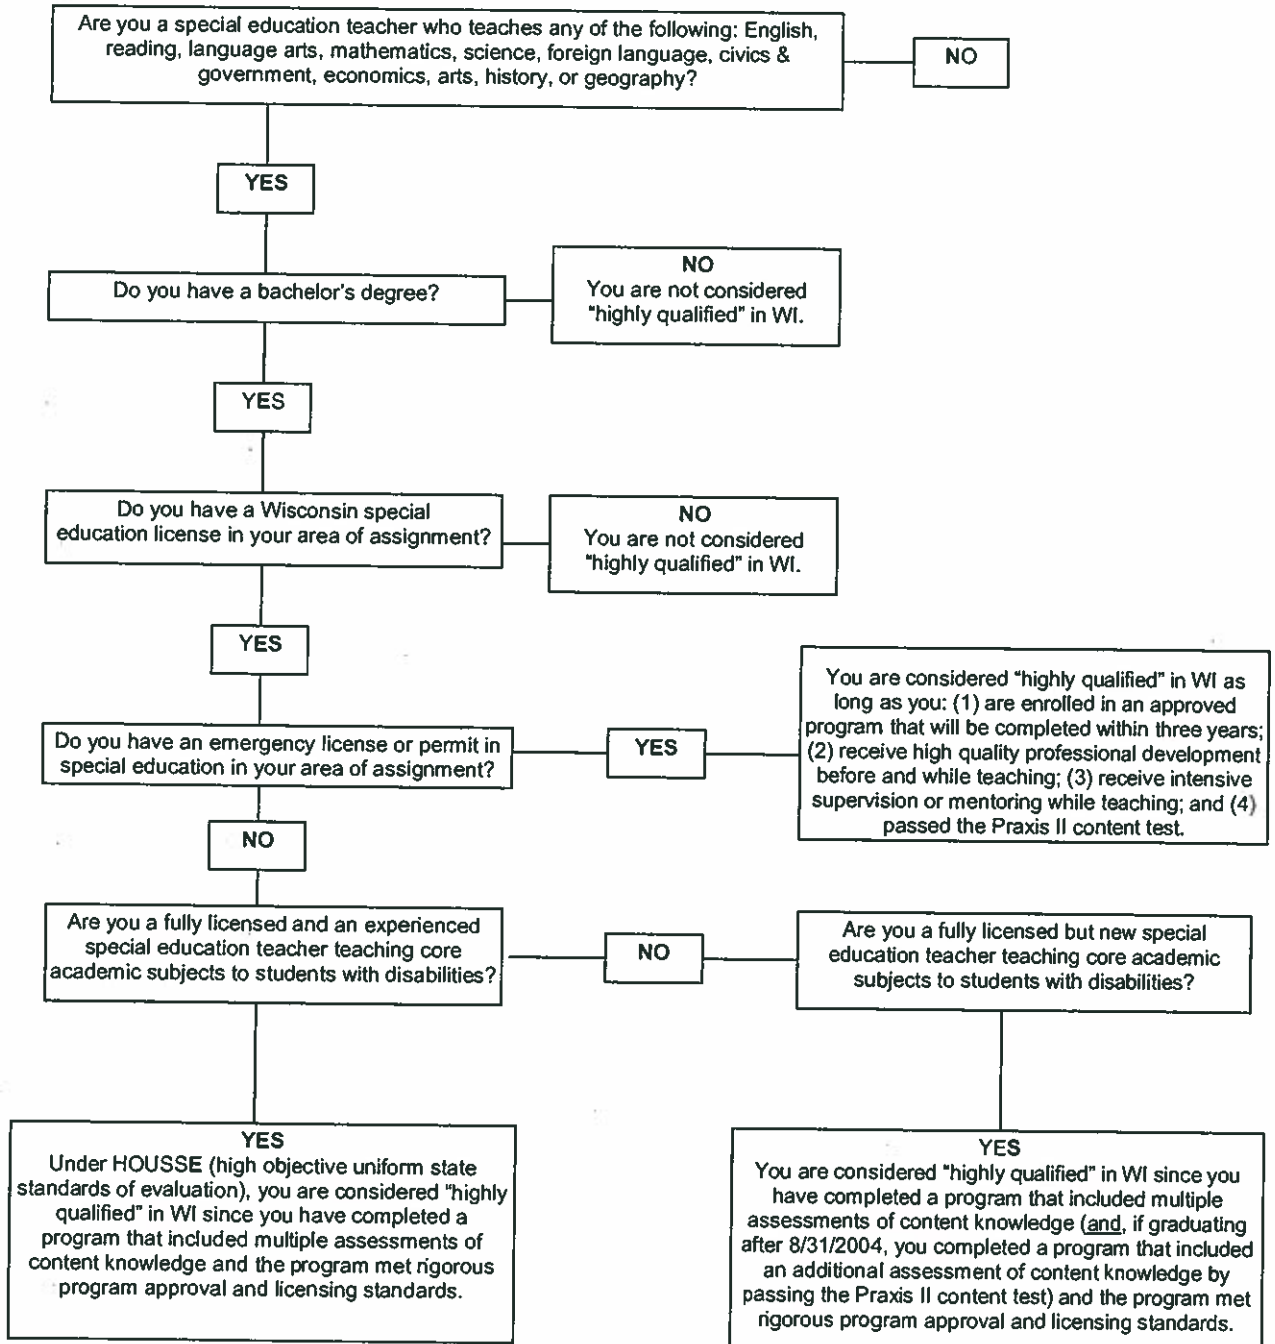 Are you a special education teacher who teaches any of the following: English,
reading, language arts, mathematics, science, foreign language, civics &
government, economics, arts, history, or geography?
NO
YES
Do you have a bachelor's degree?
NO
You are not considered
"highly qualified" in WI.
YES
Do you have a Wisconsin special
education license in your area of assignment?
NO
You are not considered
"highly qualified" in WI.
YES
Do you have an emergency license or permit in
special education in your area of assignment?
YES
You are considered "highly qualified" in WI as
long as you: (1) are enrolled in an approved
program that will be completed within three years;
(2) receive high quality professional development
before and while teaching; (3) receive intensive
supervision or mentoring while teaching; and (4)
passed the Praxis II content test.
NO
Are you a fully licensed and an experienced
special education teacher teaching core
academic subjects to students with disabilities?
NO
Are you a fully licensed but new special
education teacher teaching core academic
subjects to students with disabilities?
YES
Under HOUSSE (high objective uniform state
standards of evaluation), you are considered "highly
qualified" in WI since you have completed a
program that included multiple assessments of
content knowledge and the program met rigorous
program approval and licensing standards.
YES
You are considered "highly qualified" in WI since you
have completed a program that included multiple
assessments of content knowledge (and, if graduating
after 8/31/2004, you completed a program that included
an additional assessment of content knowledge by
passing the Praxis II content test) and the program met
rigorous program approval and licensing standards.